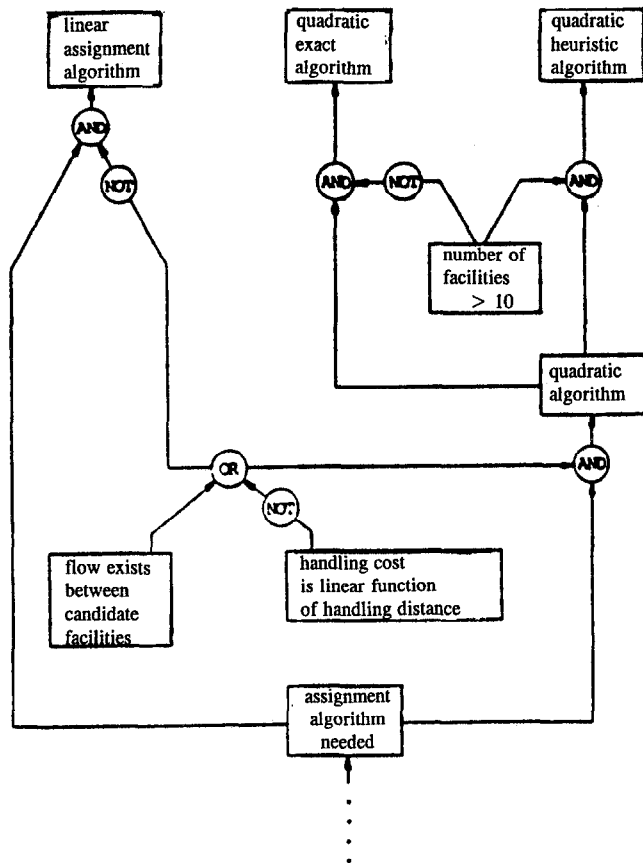 linear
assignment
algorithm
quadratic
exact
algorithm
quadratic
heuristic
algorithm
AND
NOT
AND
NOT
AND
number of
facilities
> 10
quadratic
algorithm
OR
AND
NOT
flow exists
between
candidate
facilities
handling cost
is linear function
of handling distance
assignment
algorithm
needed